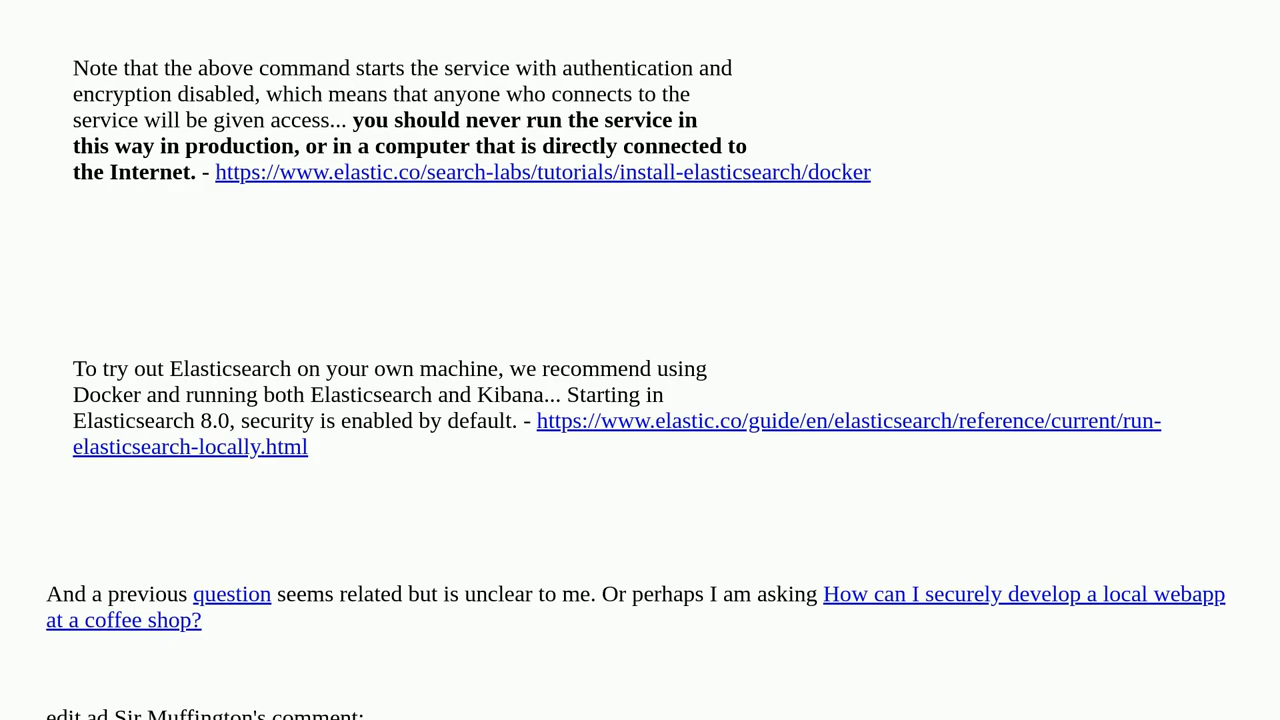 Note that the above command starts the service with authentication and
encryption disabled, which means that anyone who connects to the
service will be given access... you should never run the service in
this way in production, or in a computer that is directly connected to
the Internet. - https://www.elastic.co/search-labs/tutorials/install-elasticsearch/docker
To try out Elasticsearch on your own machine, we recommend using
Docker and running both Elasticsearch and Kibana... Starting in
Elasticsearch 8.0, security is enabled by default. - https://www.elastic.co/guide/en/elasticsearch/reference/current/run-
elasticsearch-locally.html
And a previous question seems related but is unclear to me. Or perhaps I am asking How can I securely develop a local webapp
at a coffee shop?
edit ad Sir Muffington's comment: